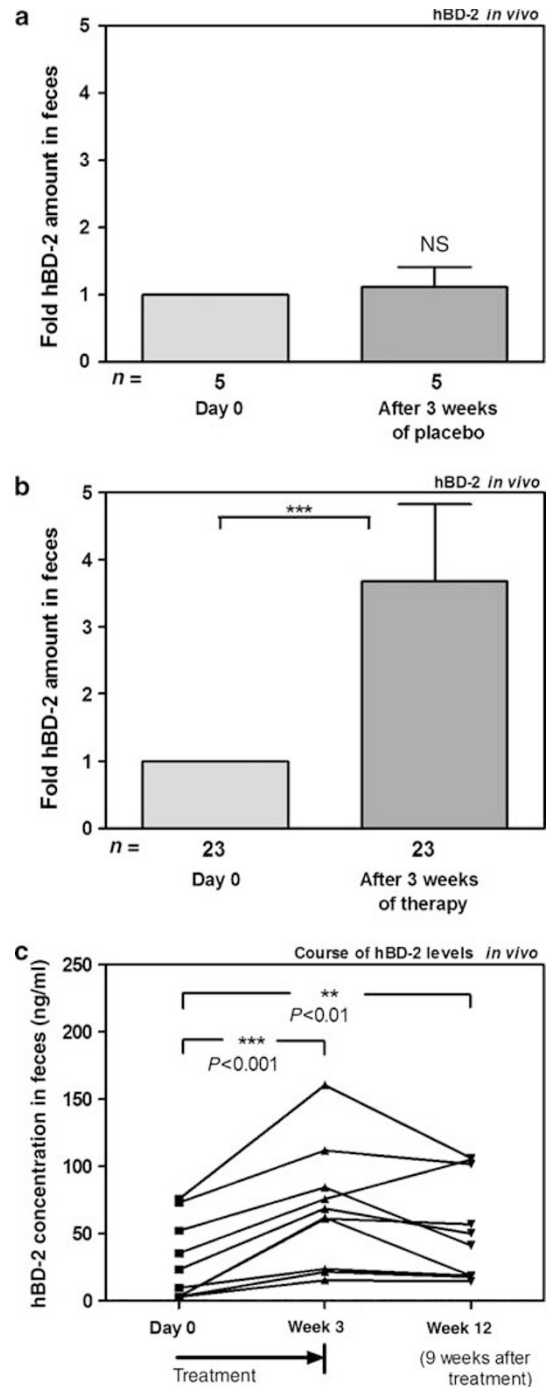 a
hBD-2 in vivo
Fold hBD-2 amount in feces
5
4
3
2
1
0
NS
n = 5 5
Day 0 After 3 weeks
of placebo
b
hBD-2 in vivo
Fold hBD-2 amount in feces
5
4
3
2
1
0
***
n = 23 23
Day 0 After 3 weeks
of therapy
c
Course of hBD-2 levels in vivo
hBD-2 concentration in feces (ng/ml)
250
200
150
100
50
0
**
P<0.01
***
P<0.001
Day 0 Week 3 Week 12
Treatment (9 weeks after
treatment)